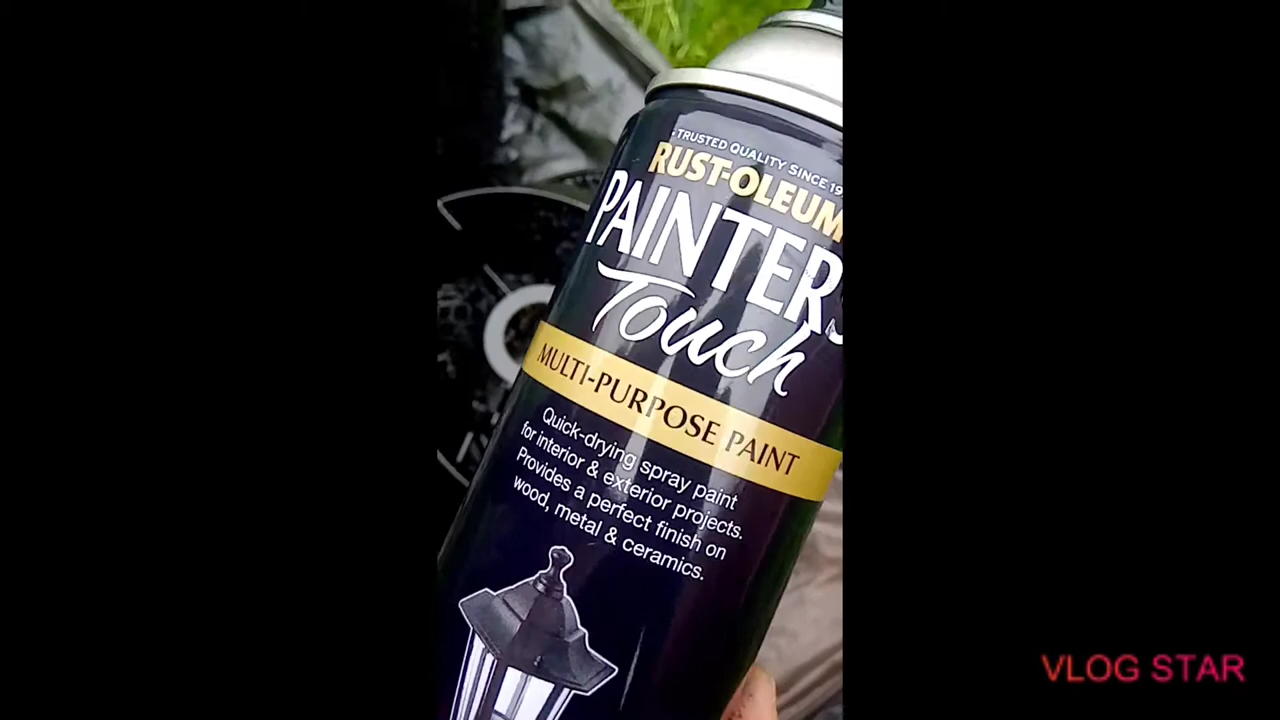 TRUSTED QUALITY SINCE 19
RUST-OLEUM
PAINTERS
Touch
MULTI-PURPOSE PAINT
Quick-drying spray paint
for interior & exterior projects.
Provides a perfect finish on
wood, metal & ceramics.
VLOG STAR